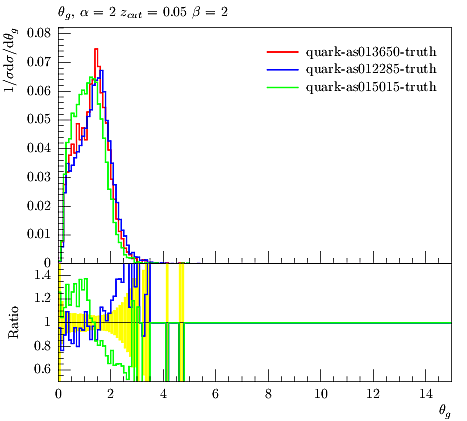 θg, α = 2 zcut = 0.05 β = 2
1/σdσ/dθg
0.08
0.07
0.06
0.05
0.04
0.03
0.02
0.01
0
quark-as013650-truth
quark-as012285-truth
quark-as015015-truth
Ratio
1.4
1.2
1
0.8
0.6
0 2 4 6 8 10 12 14
θg